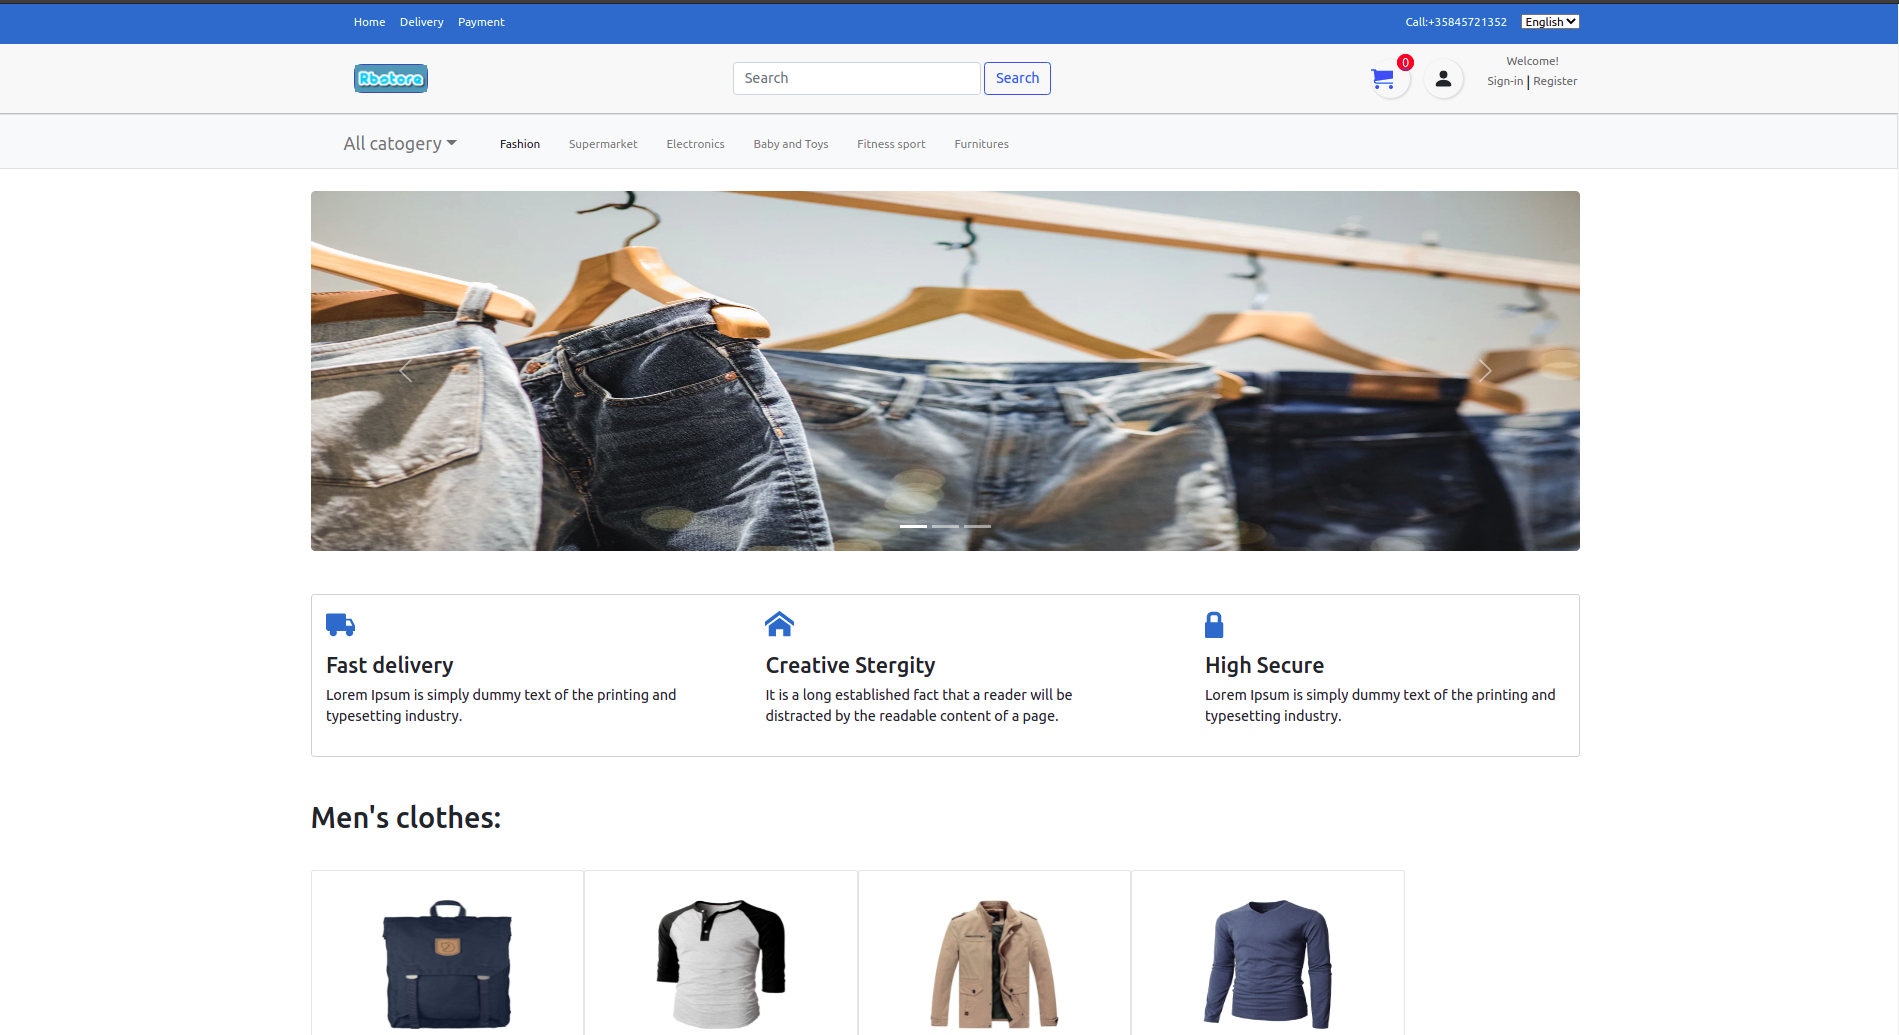 Home Delivery Payment
Call:+35845721352 English
Rbstore
Search Search
0
Welcome!
Sign-in | Register
All catogery Fashion Supermarket Electronics Baby and Toys Fitness sport Furnitures
Fast delivery
Lorem Ipsum is simply dummy text of the printing and
typesetting industry.
Creative Stergity
It is a long established fact that a reader will be
distracted by the readable content of a page.
High Secure
Lorem Ipsum is simply dummy text of the printing and
typesetting industry.
Men's clothes: